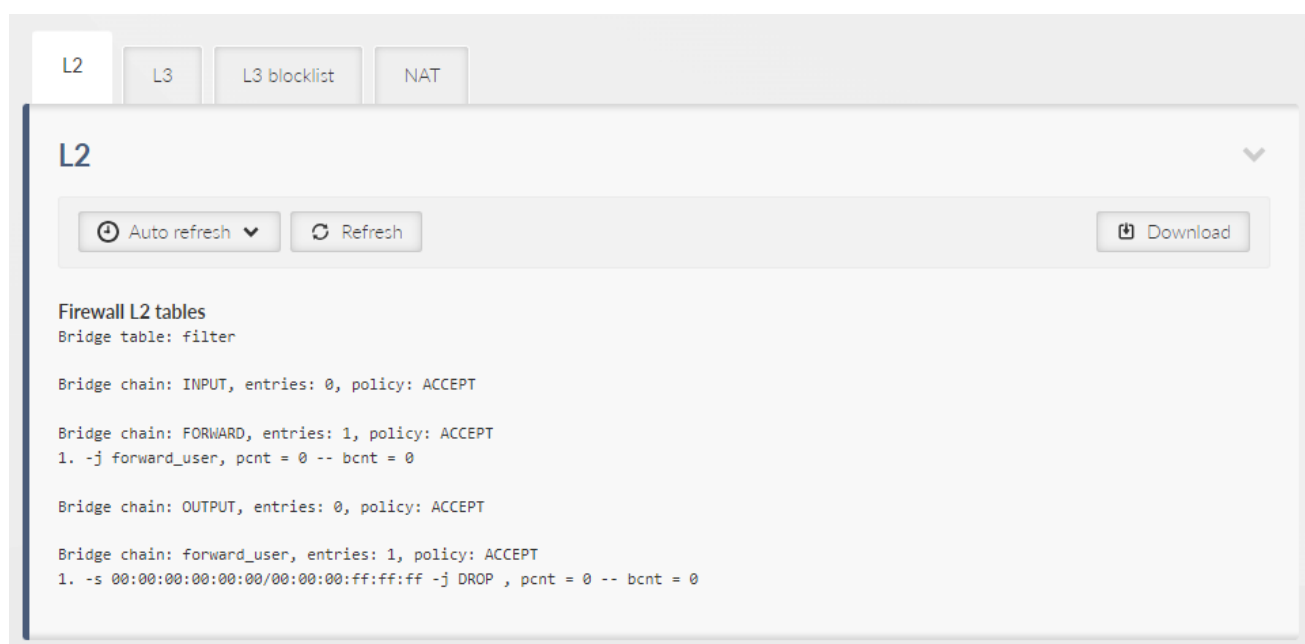 L2
L3
L3 blocklist
NAT
L2
Auto refresh
Refresh
Download
Firewall L2 tables
Bridge table: filter
Bridge chain: INPUT, entries: 0, policy: ACCEPT
Bridge chain: FORWARD, entries: 1, policy: ACCEPT
1. -j forward_user, pcnt = 0 -- bcnt = 0
Bridge chain: OUTPUT, entries: 0, policy: ACCEPT
Bridge chain: forward_user, entries: 1, policy: ACCEPT
1. -s 00:00:00:00:00:00/00:00:00:ff:ff:ff -j DROP , pcnt = 0 -- bcnt = 0